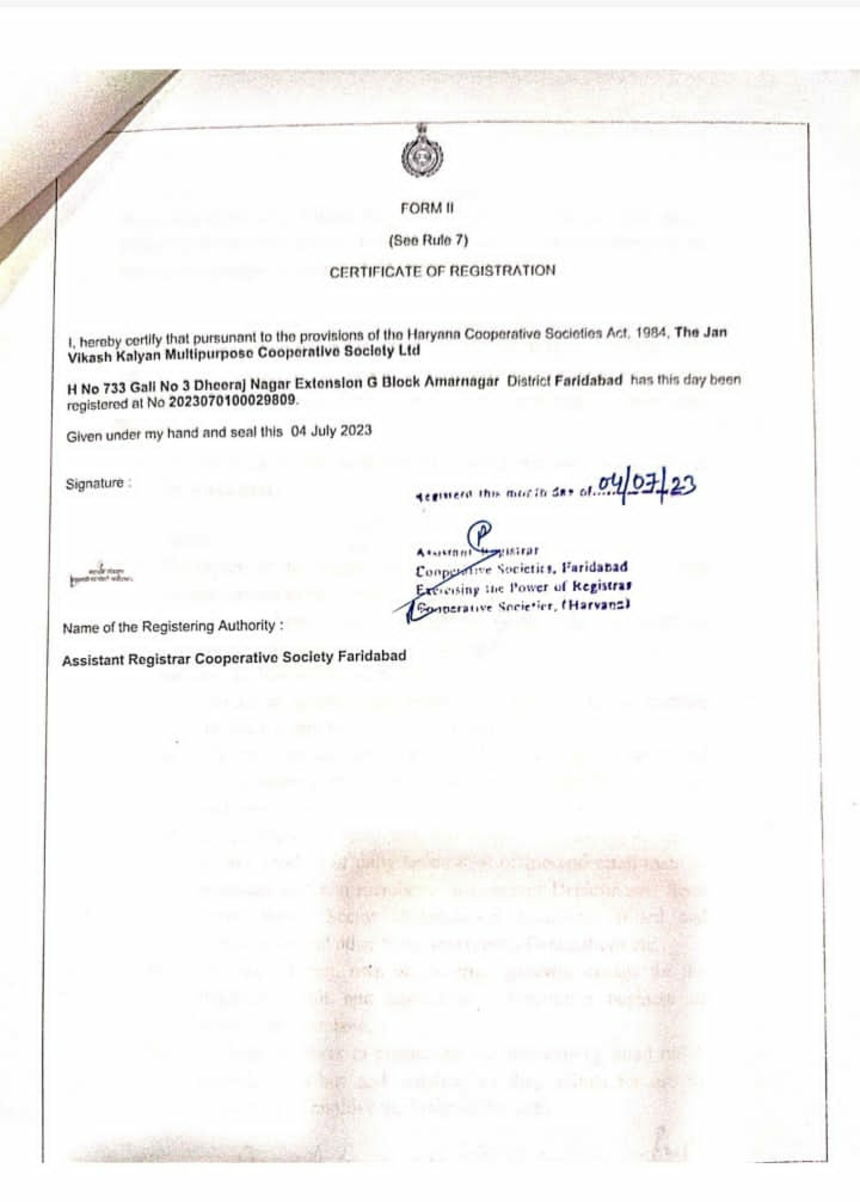 FORM II
(See Rule 7)
CERTIFICATE OF REGISTRATION
I, hereby certify that pursunant to the provisions of the Haryana Cooperative Societies Act, 1984, The Jan
Vikash Kalyan Multipurpose Cooperative Society Ltd
H No 733 Gali No 3 Dheeraj Nagar Extension G Block Amarnagar District Faridabad has this day been
registered at No 2023070100029809.
Given under my hand and seal this 04 July 2023
Signature :
this day of......04/07/23
Assistant Registrar
Cooperative Societies, Faridabad
Exercising the Power of Registrar
Cooperative Societies, (Haryana)
Name of the Registering Authority :
Assistant Registrar Cooperative Society Faridabad